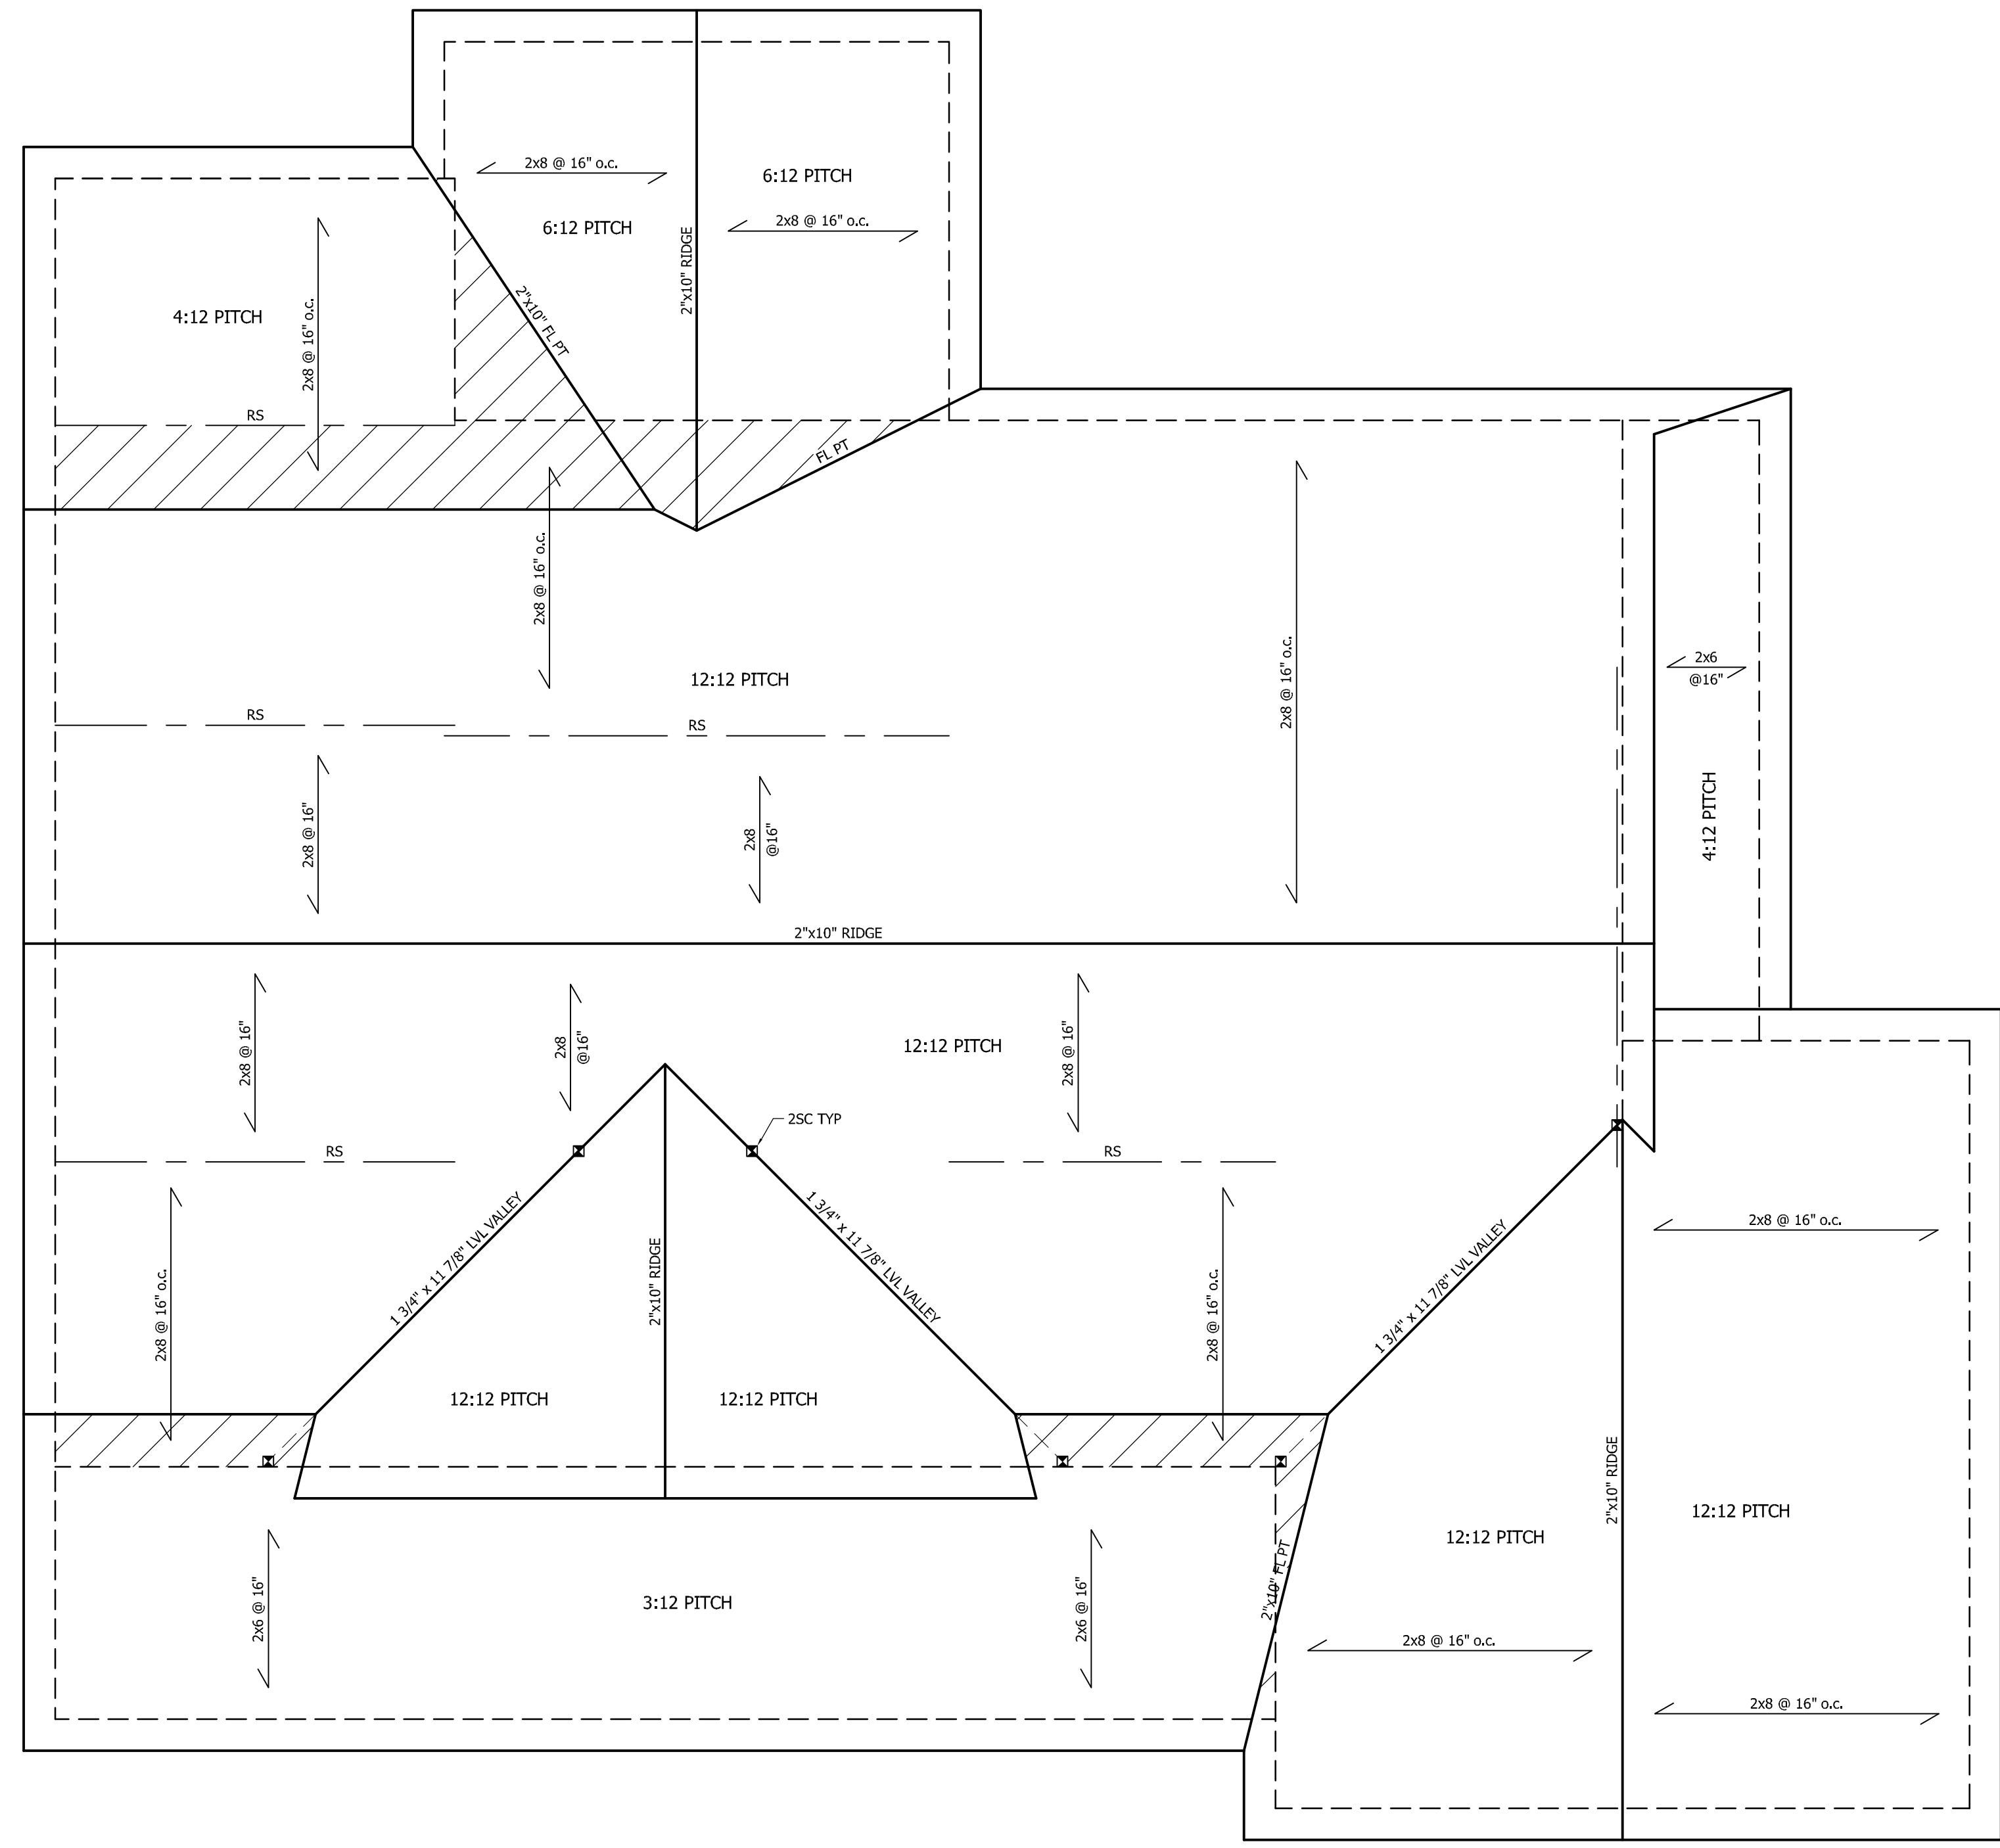 2x8 @ 16" o.c.
6:12 PITCH
2x8 @ 16" o.c.
6:12 PITCH
2"x10" RIDGE
2"x10" FL PT
4:12 PITCH
2x8 @ 16" o.c.
RS
FL PT
2x8 @ 16" o.c.
2x8 @ 16" o.c.
2x6
@16"
12:12 PITCH
RS
RS
4:12 PITCH
2x8 @ 16"
2x8
@16"
2"x10" RIDGE
2x8 @ 16"
2x8
@16"
12:12 PITCH
2x8 @ 16"
2SC TYP
RS
RS
1 3/4" x 11 7/8" LVL VALLEY
1 3/4" x 11 7/8" LVL VALLEY
1 3/4" x 11 7/8" LVL VALLEY
2x8 @ 16" o.c.
2x8 @ 16" o.c.
2"x10" RIDGE
2x8 @ 16" o.c.
12:12 PITCH
12:12 PITCH
2"x10" RIDGE
12:12 PITCH
12:12 PITCH
2"x10" FL PT
2x6 @ 16"
3:12 PITCH
2x6 @ 16"
2x8 @ 16" o.c.
2x8 @ 16" o.c.